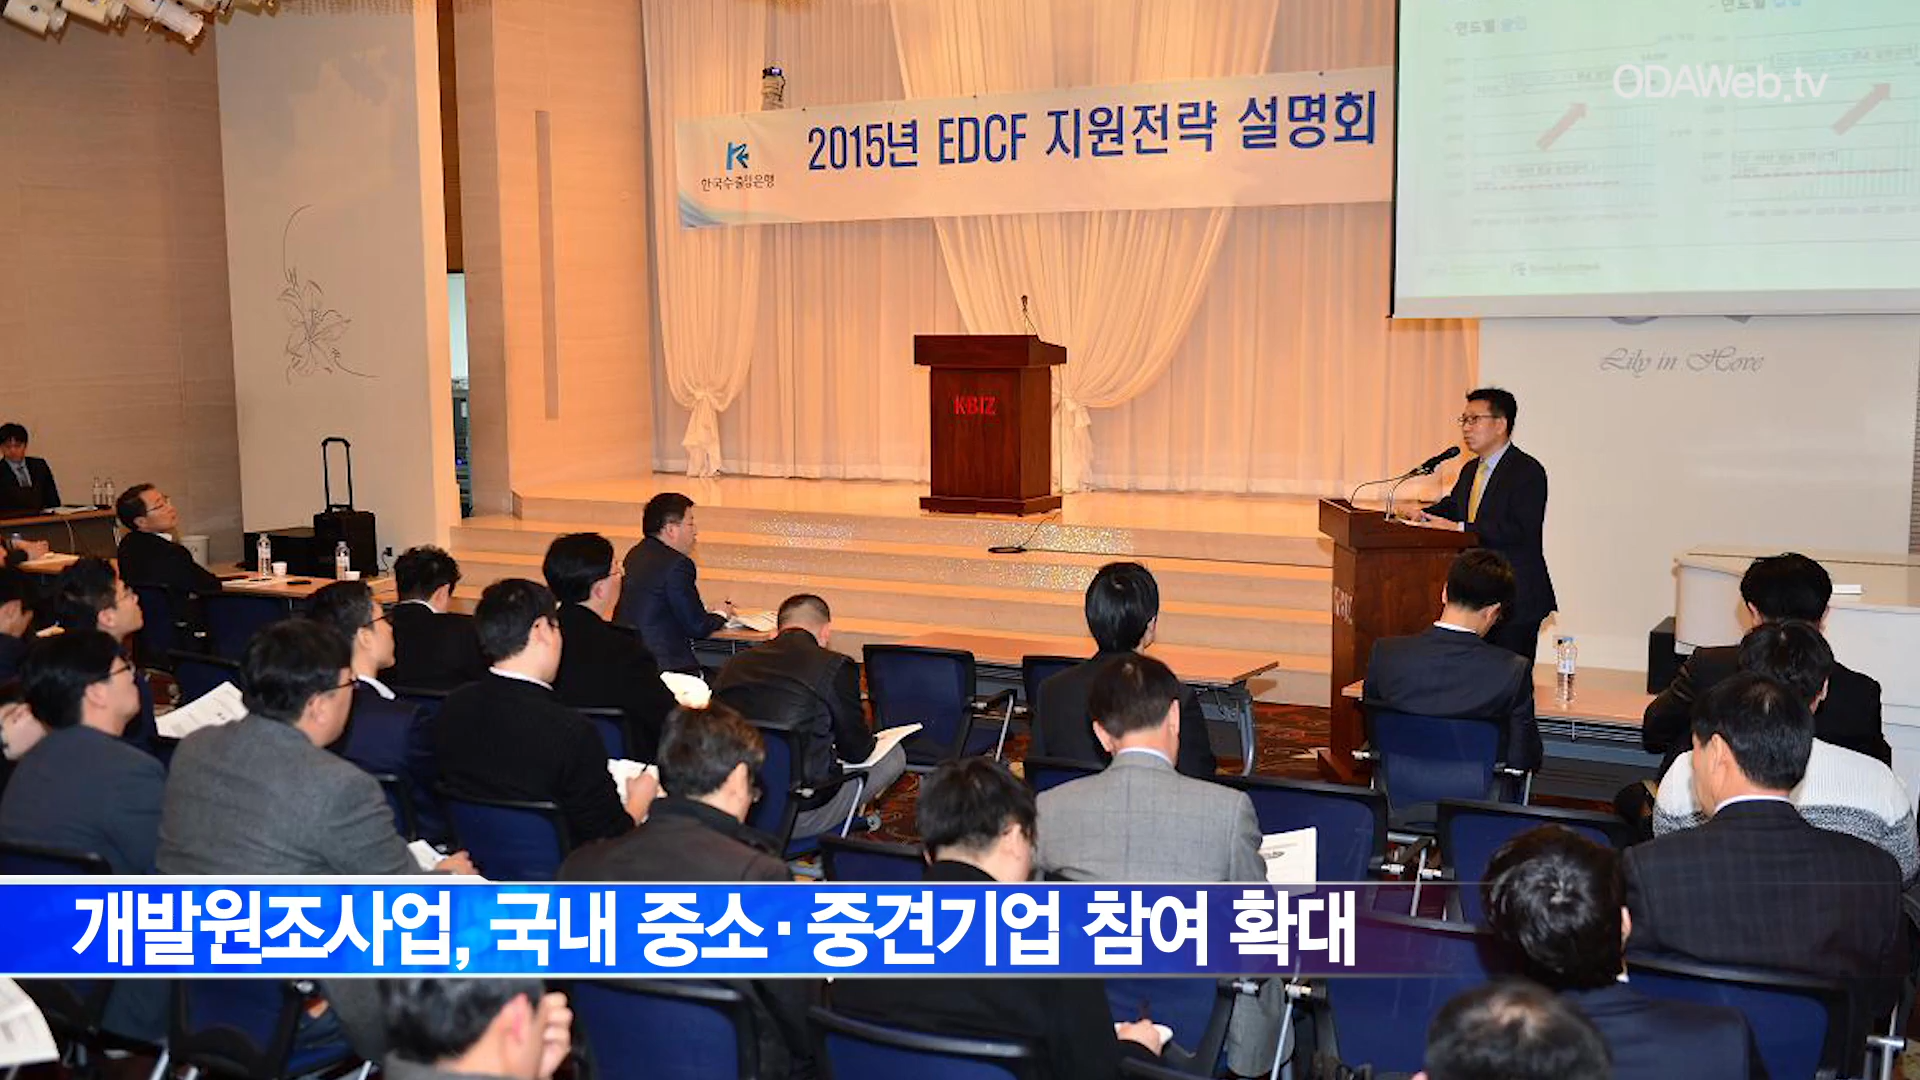 ODAWeb.tv
2015년 EDCF 지원전략 설명회
한국수출입은행
Lily in Hove
K-BIZ
개발원조사업, 국내 중소·중견기업 참여 확대